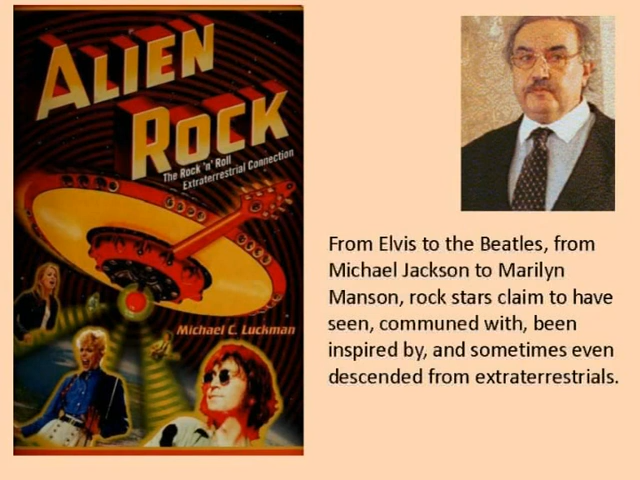 ALIEN
ROCK
The Rock 'n' Roll
Extraterrestrial Connection
Michael C. Luckman
From Elvis to the Beatles, from
Michael Jackson to Marilyn
Manson, rock stars claim to have
seen, communed with, been
inspired by, and sometimes even
descended from extraterrestrials.